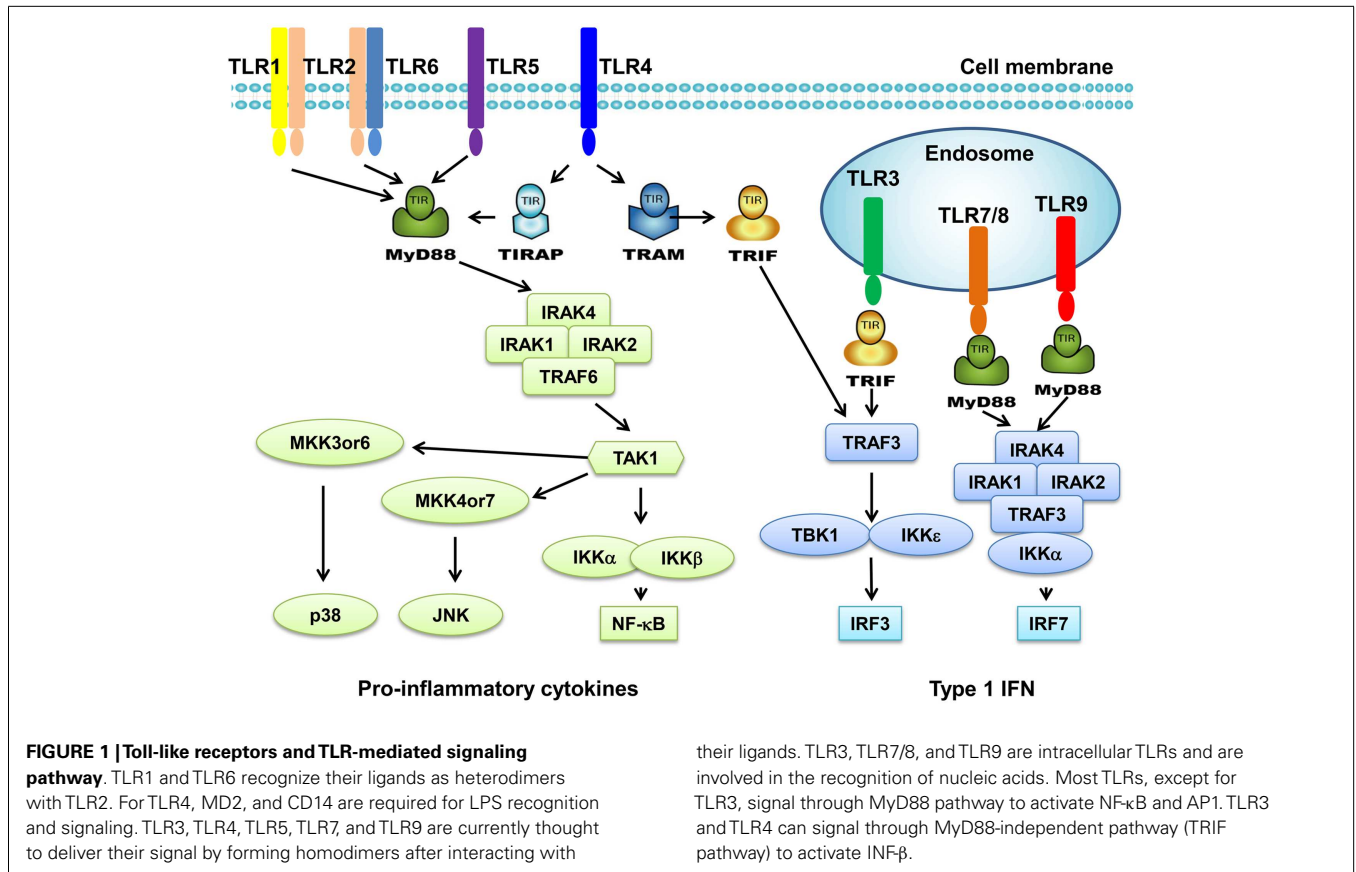 TLR1 TLR2 TLR6 TLR5 TLR4 Cell membrane
Endosome
TLR3
TLR7/8
TLR9
TIR TIR TIR TIR
MyD88 TIRAP TRAM TRIF
TIR
TRIF
TIR
MyD88
TIR
MyD88
IRAK4
IRAK1 IRAK2
TRAF6
MKK3or6
TAK1
MKK4or7
IKKα IKKβ
p38 JNK NF-κB
TRAF3
TBK1 IKKε
IRF3
IRAK4
IRAK1 IRAK2
TRAF3
IKKα
IRF7
Pro-inflammatory cytokines Type 1 IFN
FIGURE 1 | Toll-like receptors and TLR-mediated signaling
pathway. TLR1 and TLR6 recognize their ligands as heterodimers
with TLR2. For TLR4, MD2, and CD14 are required for LPS recognition
and signaling. TLR3, TLR4, TLR5, TLR7, and TLR9 are currently thought
to deliver their signal by forming homodimers after interacting with
their ligands. TLR3, TLR7/8, and TLR9 are intracellular TLRs and are
involved in the recognition of nucleic acids. Most TLRs, except for
TLR3, signal through MyD88 pathway to activate NF-κB and AP1. TLR3
and TLR4 can signal through MyD88-independent pathway (TRIF
pathway) to activate INF-β.